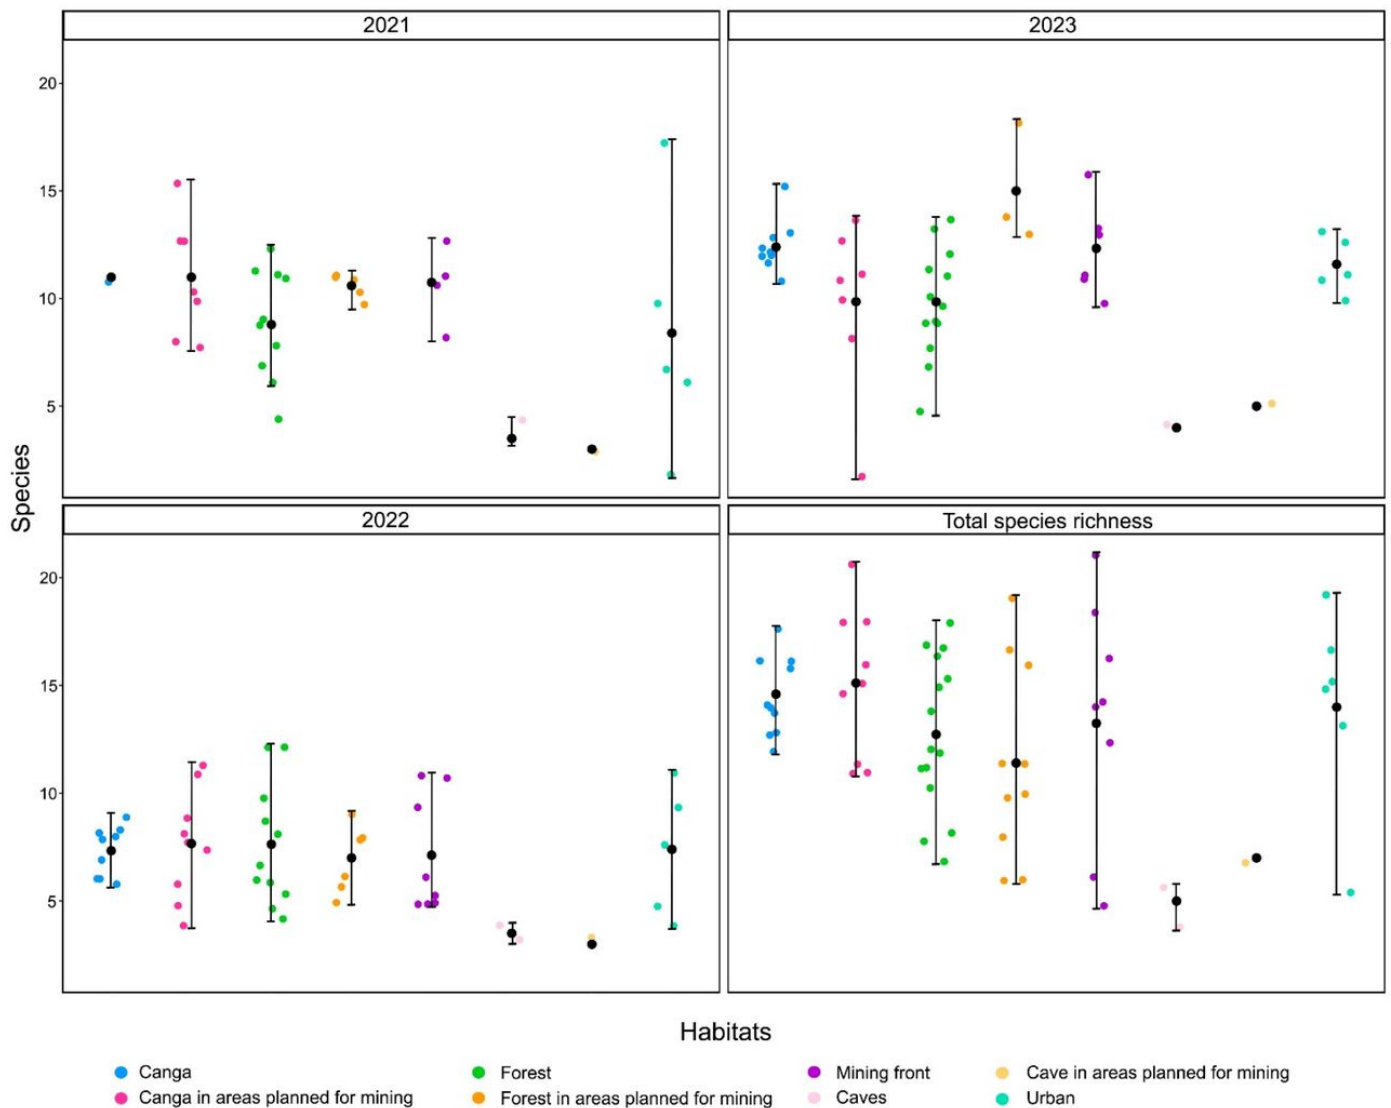 2021
2023
20
15
10
5
Species
2022
Total species richness
20
15
10
5
Habitats
Canga
Forest
Mining front
Cave in areas planned for mining
Canga in areas planned for mining
Forest in areas planned for mining
Caves
Urban